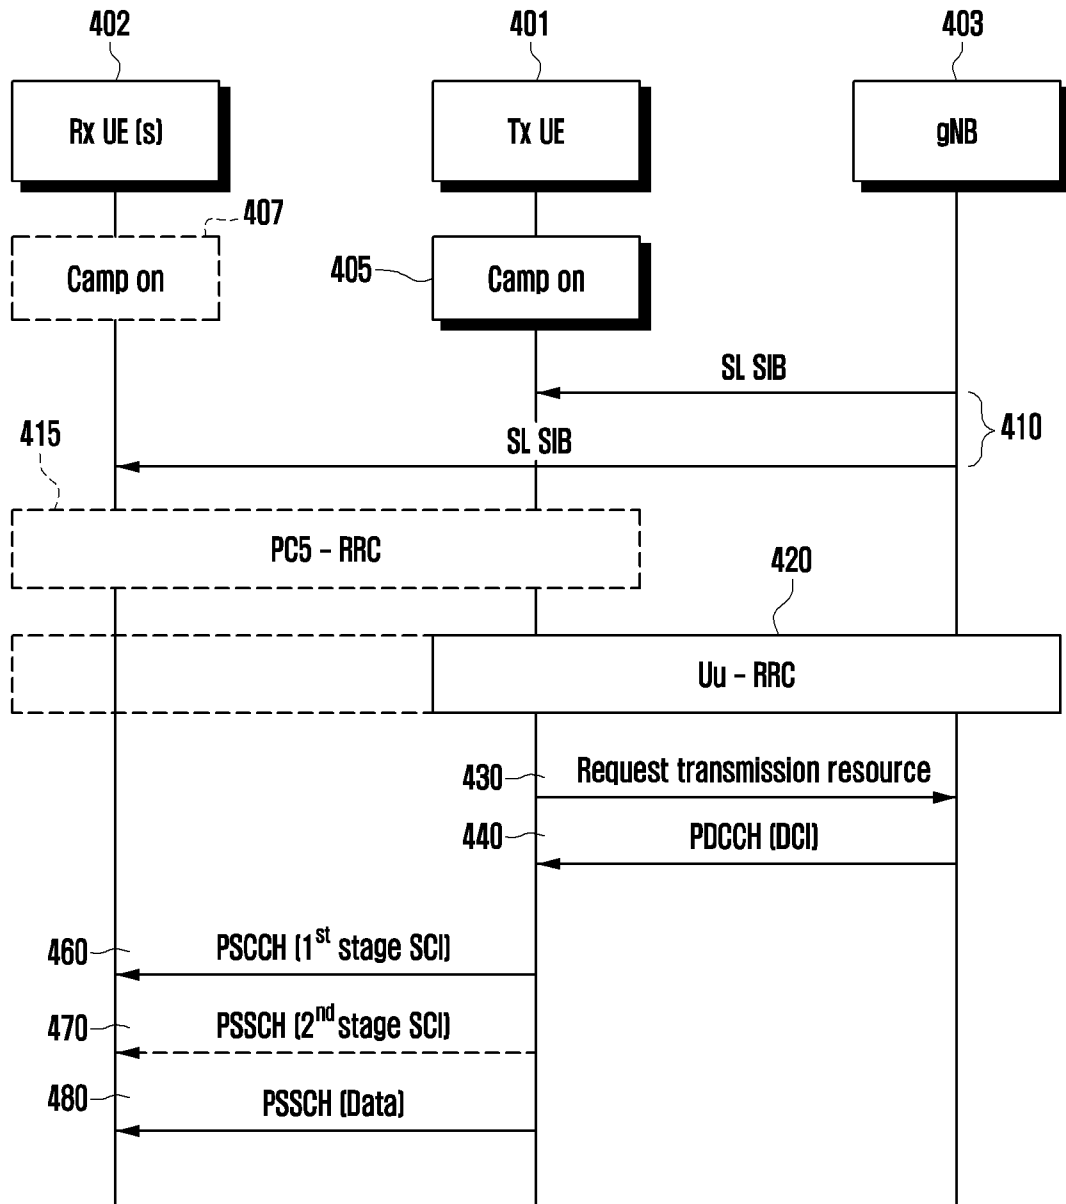 402
401
403
Rx UE (s)
Tx UE
gNB
407
Camp on
405
Camp on
SL SIB
410
415
SL SIB
PC5 - RRC
420
Uu - RRC
430
Request transmission resource
440
PDCCH (DCI)
460
PSCCH (1st stage SCI)
470
PSSCH (2nd stage SCI)
480
PSSCH (Data)